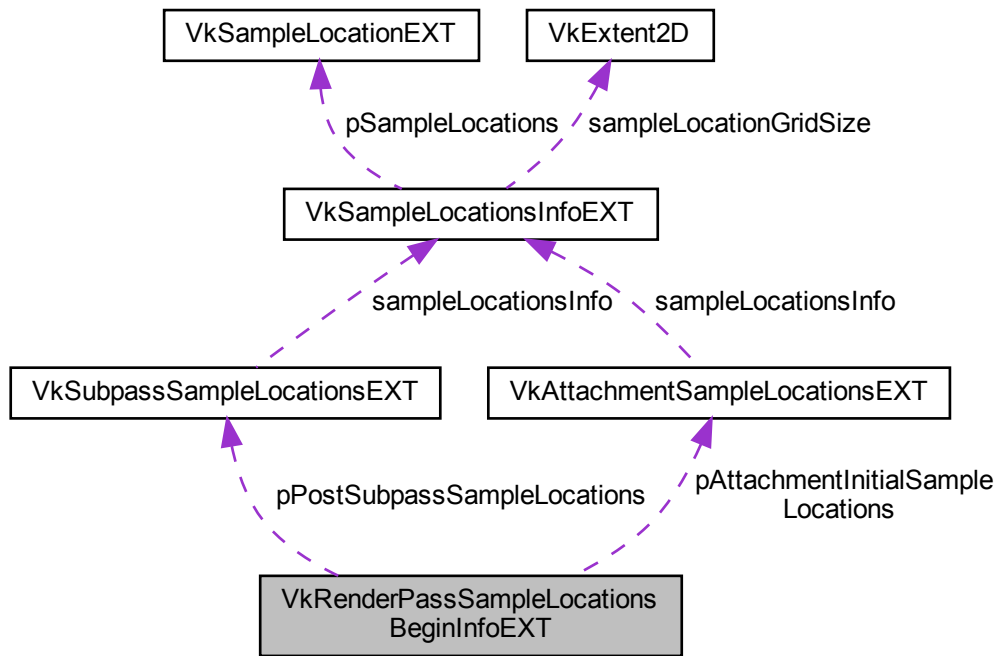 VkSampleLocationEXT
VkExtent2D
pSampleLocations
sampleLocationGridSize
VkSampleLocationsInfoEXT
sampleLocationsInfo
sampleLocationsInfo
VkSubpassSampleLocationsEXT
VkAttachmentSampleLocationsEXT
pPostSubpassSampleLocations
pAttachmentInitialSample
Locations
VkRenderPassSampleLocations
BeginInfoEXT